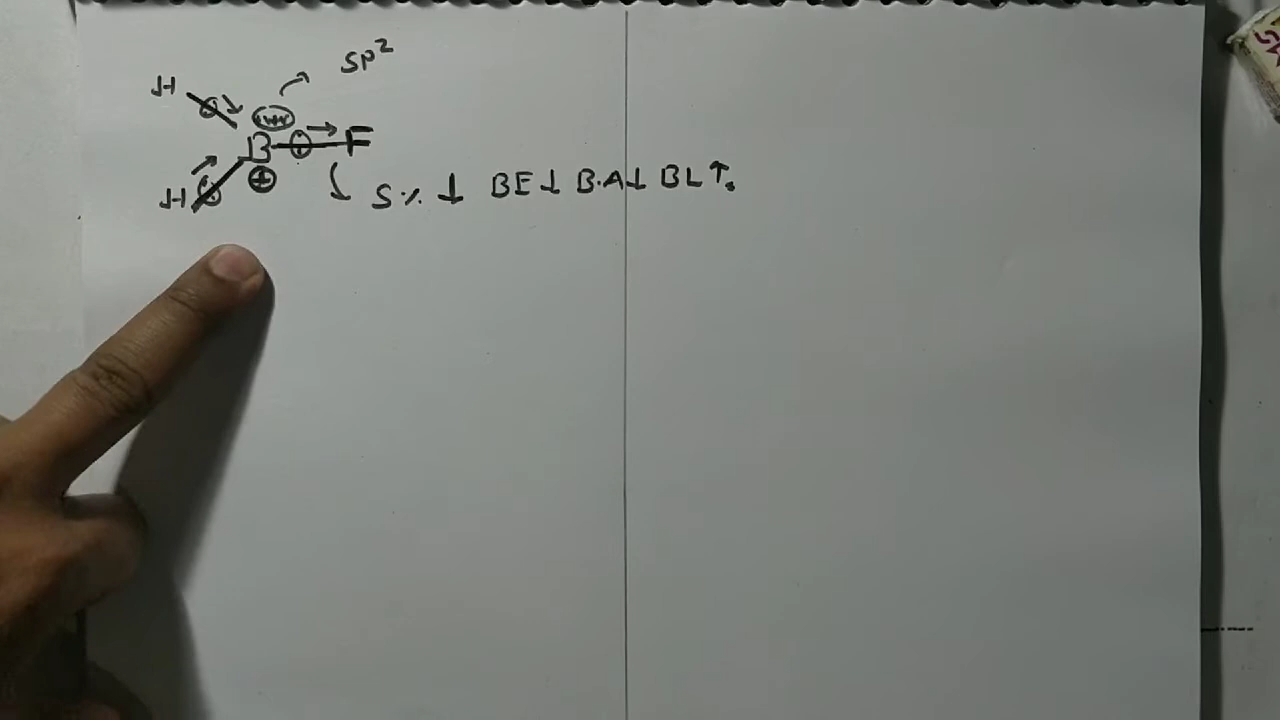 SP²
H
B F
⊕
H
S% ↓ BE↓ B.A↓ BL↑.